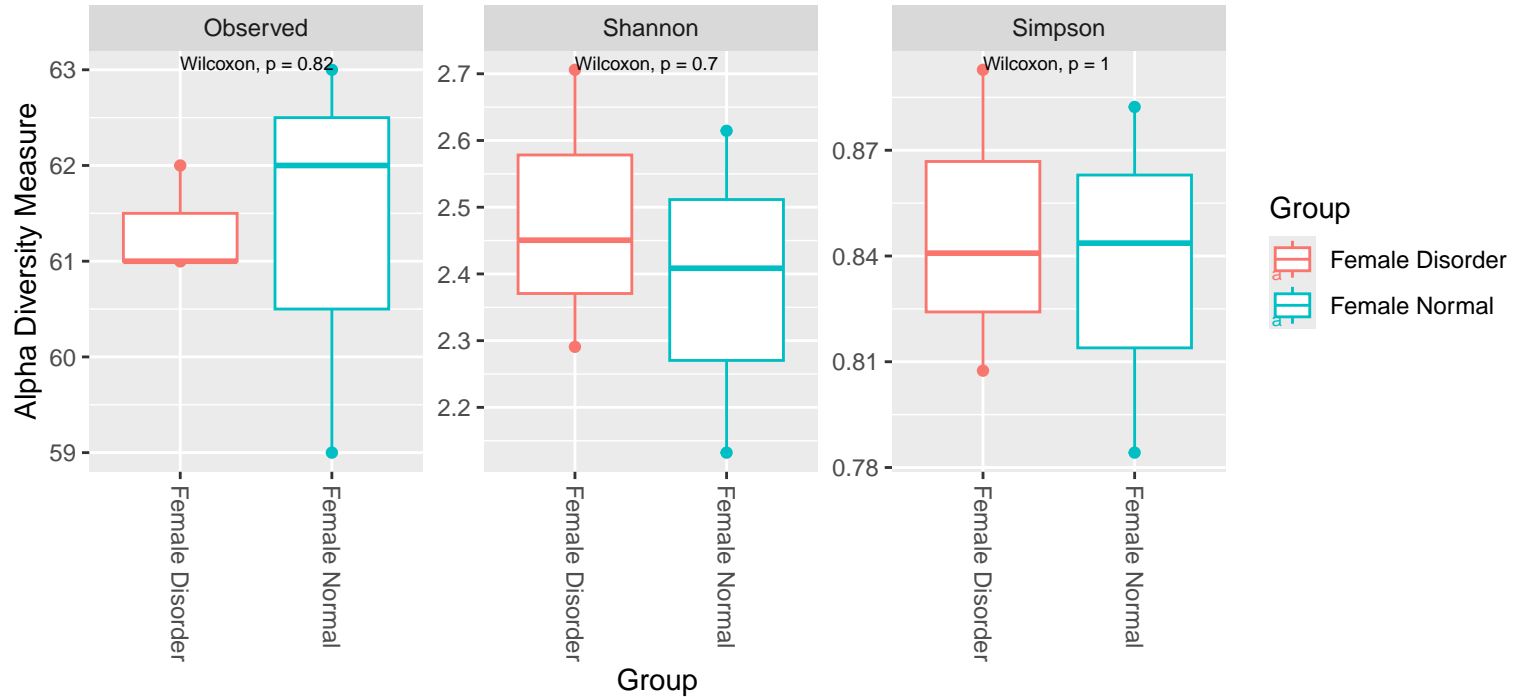 Observed
Shannon
Simpson
Wilcoxon, p = 0.82
Wilcoxon, p = 0.7
Wilcoxon, p = 1
Alpha Diversity Measure
63
62
61
60
59
2.7
2.6
2.5
2.4
2.3
2.2
0.87
0.84
0.81
0.78
Female Disorder
Female Normal
Female Disorder
Female Normal
Female Disorder
Female Normal
Group
Group
a Female Disorder
a Female Normal